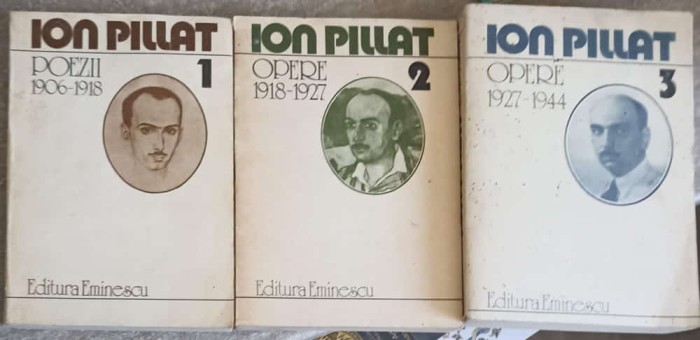 ION PILLAT
POEZII
1906-1918
1
Editura Eminescu
ION PILLAT
OPERE
1918-1927
2
Editura Eminescu
ION PILLAT
OPERE
1927-1944
3
Editura Eminescu